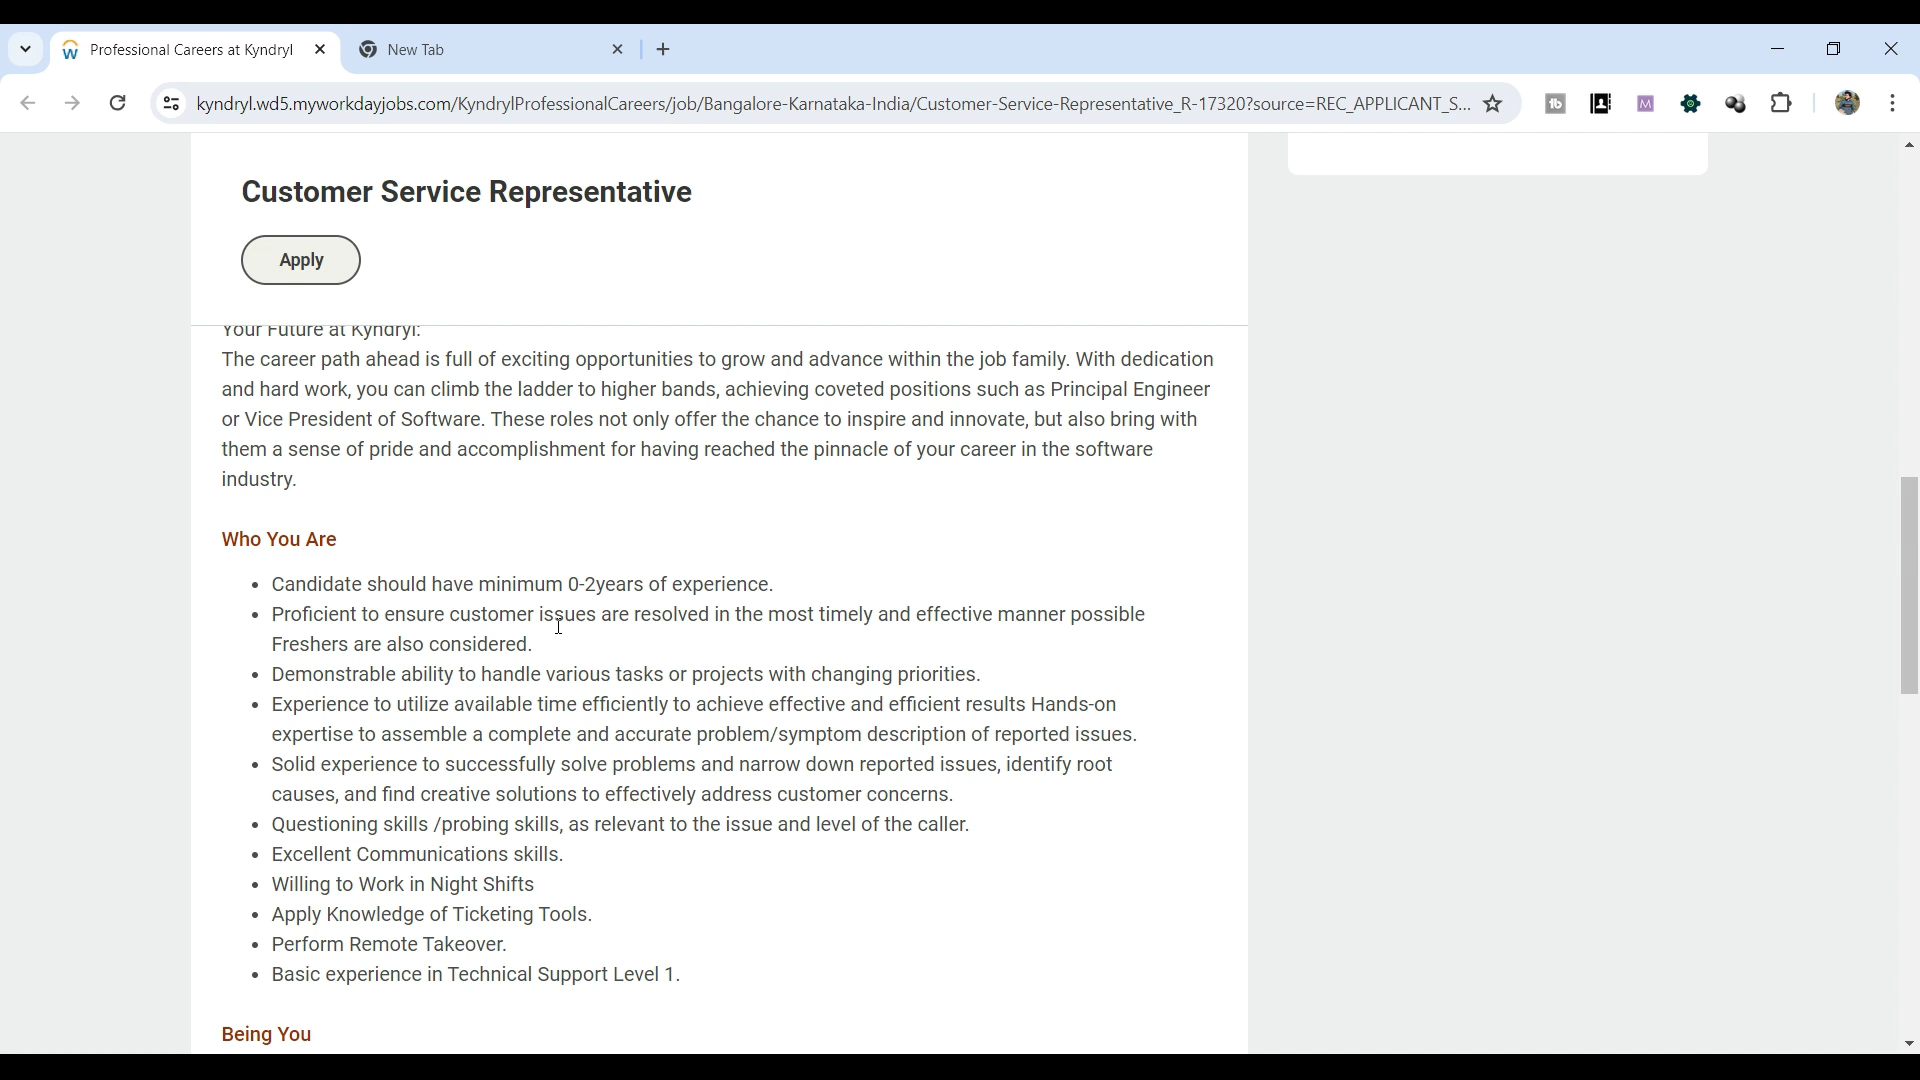 Professional Careers at Kyndryl
New Tab
kyndryl.wd5.myworkdayjobs.com/KyndrylProfessionalCareers/job/Bangalore-Karnataka-India/Customer-Service-Representative_R-17320?source=REC_APPLICANT_S...
tb
M
Customer Service Representative
Apply
Your Future at Kyndryl:
The career path ahead is full of exciting opportunities to grow and advance within the job family. With dedication
and hard work, you can climb the ladder to higher bands, achieving coveted positions such as Principal Engineer
or Vice President of Software. These roles not only offer the chance to inspire and innovate, but also bring with
them a sense of pride and accomplishment for having reached the pinnacle of your career in the software
industry.
Who You Are
• Candidate should have minimum 0-2years of experience.
• Proficient to ensure customer issues are resolved in the most timely and effective manner possible
Freshers are also considered.
• Demonstrable ability to handle various tasks or projects with changing priorities.
• Experience to utilize available time efficiently to achieve effective and efficient results Hands-on
expertise to assemble a complete and accurate problem/symptom description of reported issues.
• Solid experience to successfully solve problems and narrow down reported issues, identify root
causes, and find creative solutions to effectively address customer concerns.
• Questioning skills /probing skills, as relevant to the issue and level of the caller.
• Excellent Communications skills.
• Willing to Work in Night Shifts
• Apply Knowledge of Ticketing Tools.
• Perform Remote Takeover.
• Basic experience in Technical Support Level 1.
Being You